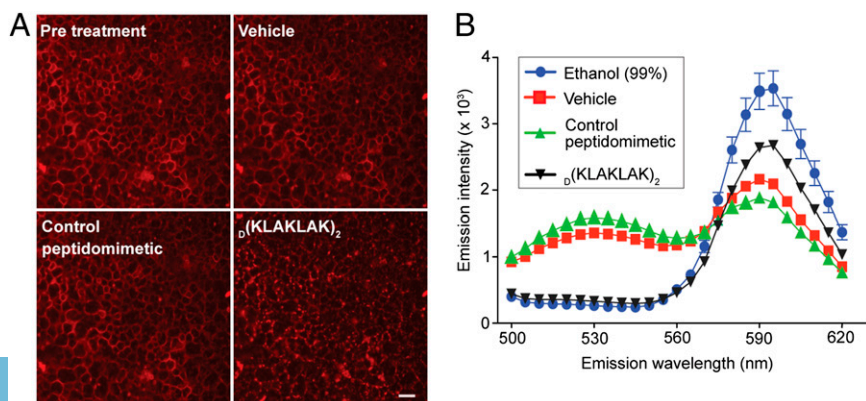 A
Pre treatment
Vehicle
Control
peptidomimetic
D(KLAKLAK)2
B
Emission intensity (x 10³)
4
3
2
1
0
Ethanol (99%)
Vehicle
Control
peptidomimetic
D(KLAKLAK)2
500
530
560
590
620
Emission wavelength (nm)